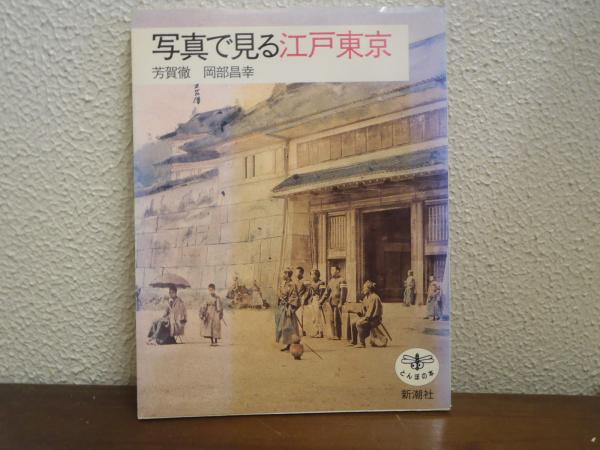 写真で見る江戸東京
芳賀徹 岡部昌幸
とんぼの本
新潮社